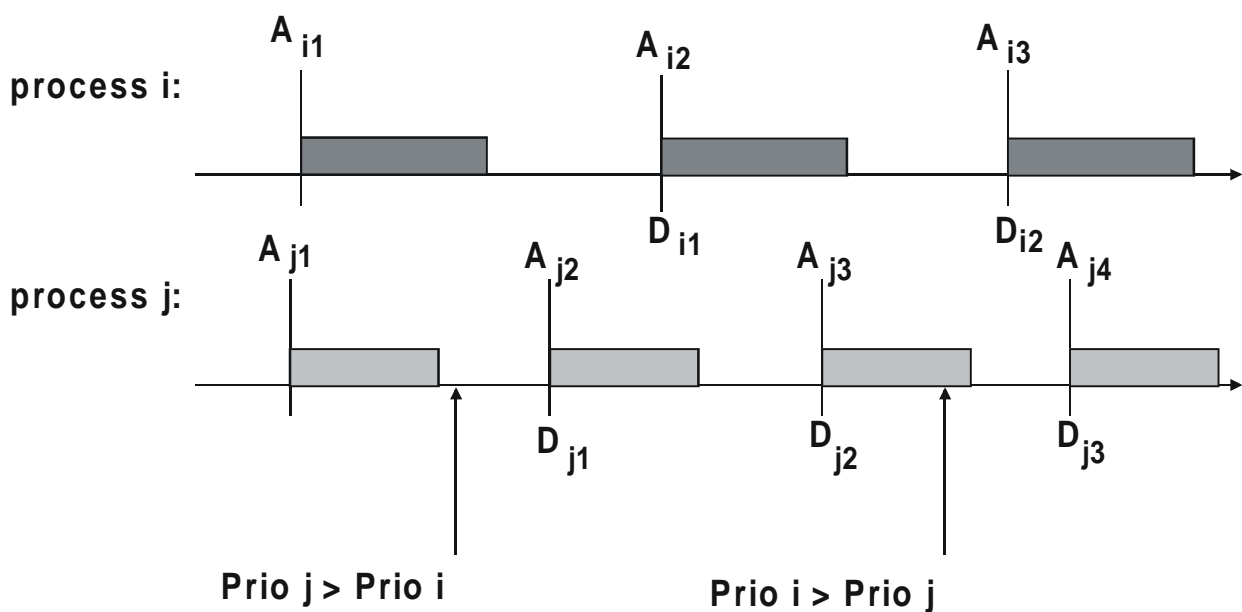 A i1
A i2
A i3
process i:
D i1
D i2
A j1
A j2
A j3
A j4
process j:
D j1
D j2
D j3
Prio j > Prio i
Prio i > Prio j